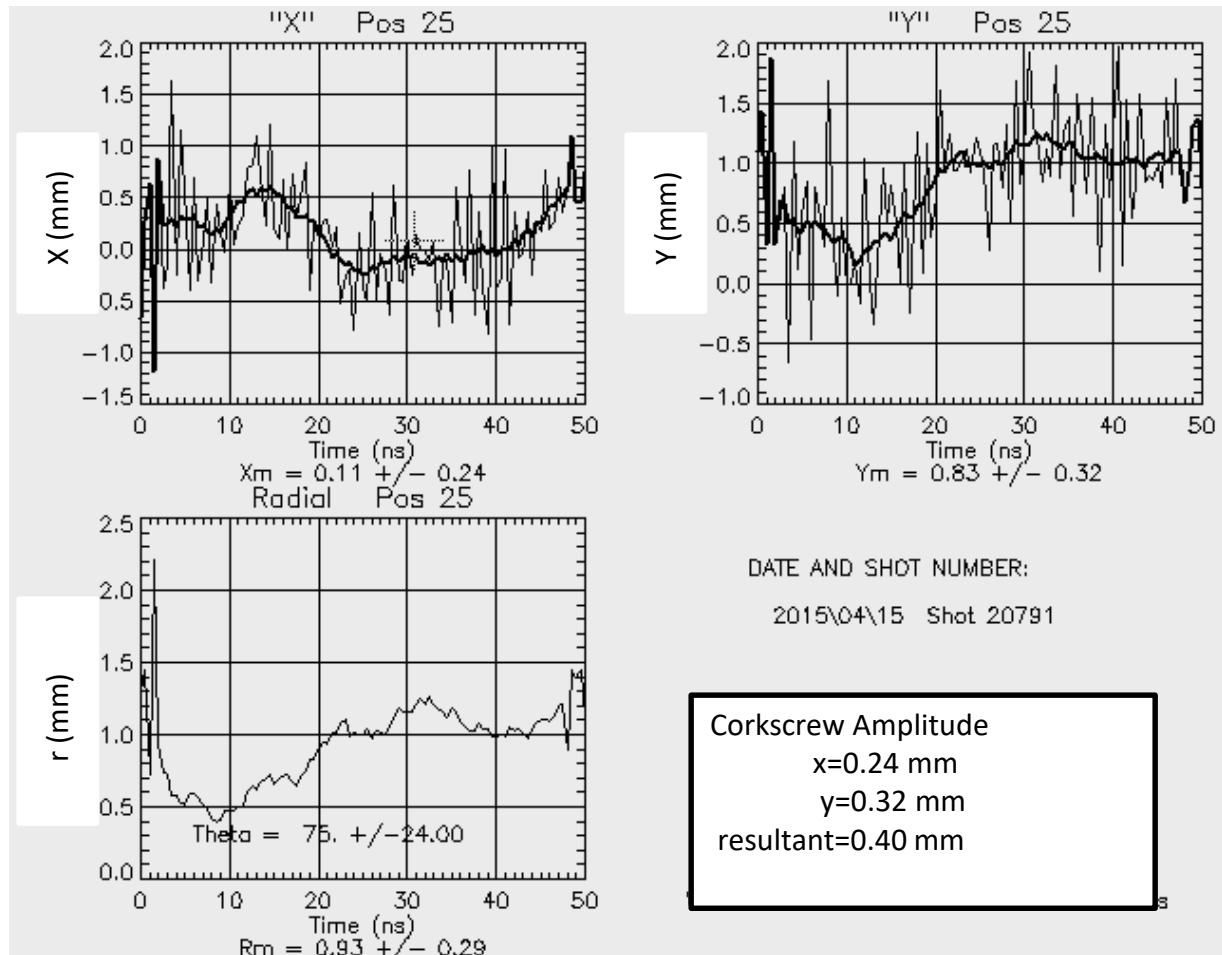 "X" Pos 25
2.0
1.5
1.0
0.5
0.0
0.5
−1.0
−1.5
X (mm)
0 10 20 30 40 50
Time (ns)
Xm = 0.11 +/− 0.24
"Y" Pos 25
2.0
1.5
1.0
0.5
0.0
−0.5
−1.0
Y (mm)
0 10 20 30 40 50
Time (ns)
Ym = 0.83 +/− 0.32
Radial Pos 25
2.5
2.0
1.5
1.0
0.5
0.0
r (mm)
Theta = 75. +/−24.00
0 10 20 30 40 50
Time (ns)
Rm = 0.93 +/− 0.29
DATE AND SHOT NUMBER:
2015\04\15 Shot 20791
Corkscrew Amplitude
x=0.24 mm
y=0.32 mm
resultant=0.40 mm